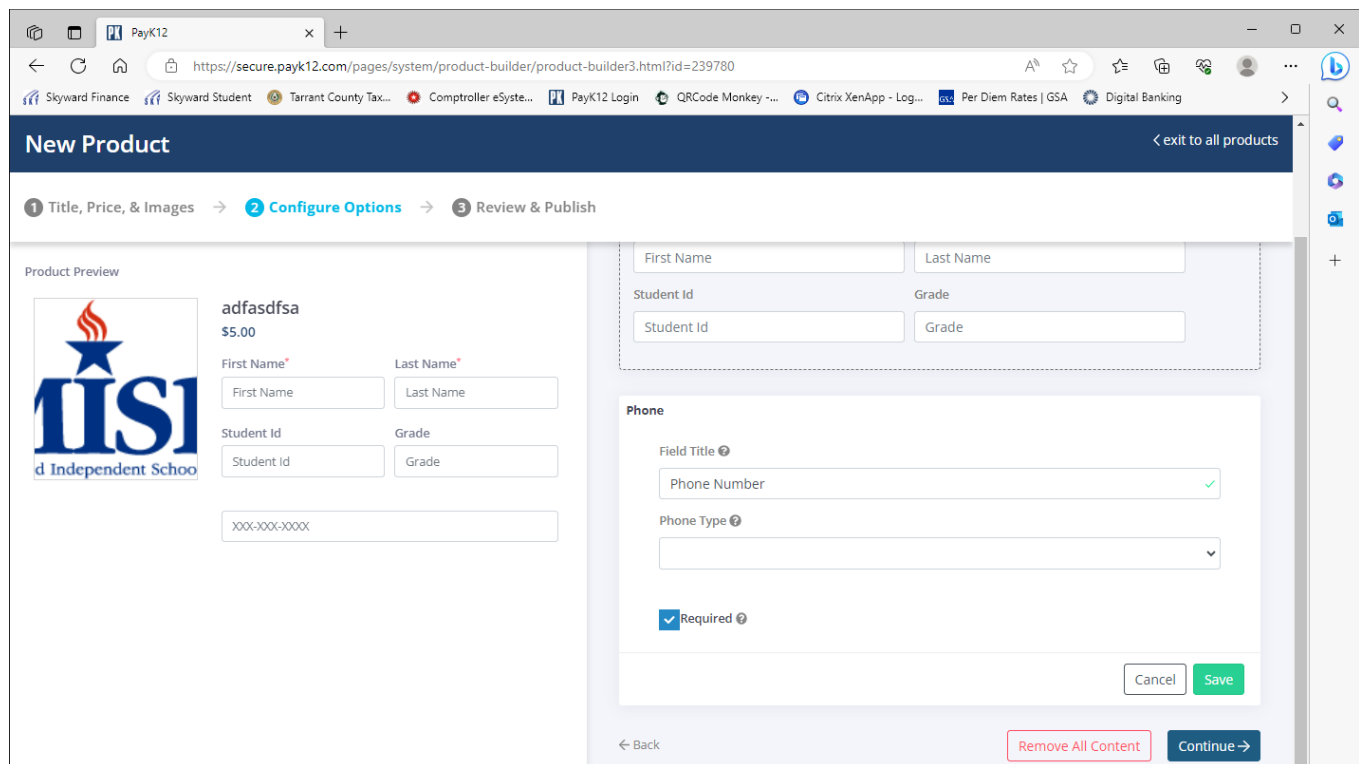 PayK12
https://secure.payk12.com/pages/system/product-builder/product-builder3.html?id=239780
Skyward Finance Skyward Student Tarrant County Tax... Comptroller eSyste... PayK12 Login QRCode Monkey -... Citrix XenApp - Log... Per Diem Rates | GSA Digital Banking
New Product
exit to all products
1 Title, Price, & Images → 2 Configure Options → 3 Review & Publish
Product Preview
MISD
d Independent Schoo
adfasdfsa
$5.00
First Name* Last Name*
First Name Last Name
Student Id Grade
Student Id Grade
XXX-XXX-XXXX
First Name Last Name
Student Id Grade
Student Id Grade
Phone
Field Title
Phone Number
Phone Type
Required
Cancel Save
← Back Remove All Content Continue →